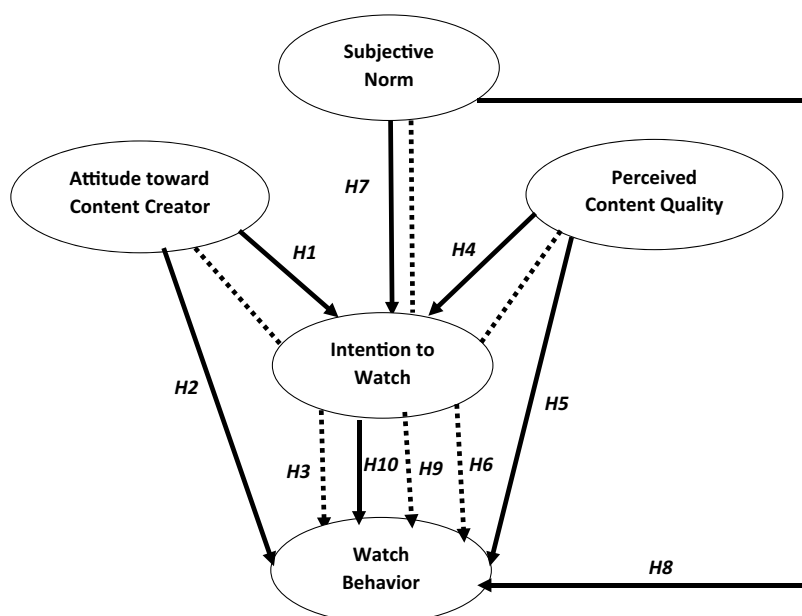 Subjective
Norm
Attitude toward
Content Creator
Perceived
Content Quality
H7
H1
H4
Intention to
Watch
H2
H5
H3
H10
H9
H6
Watch
Behavior
H8